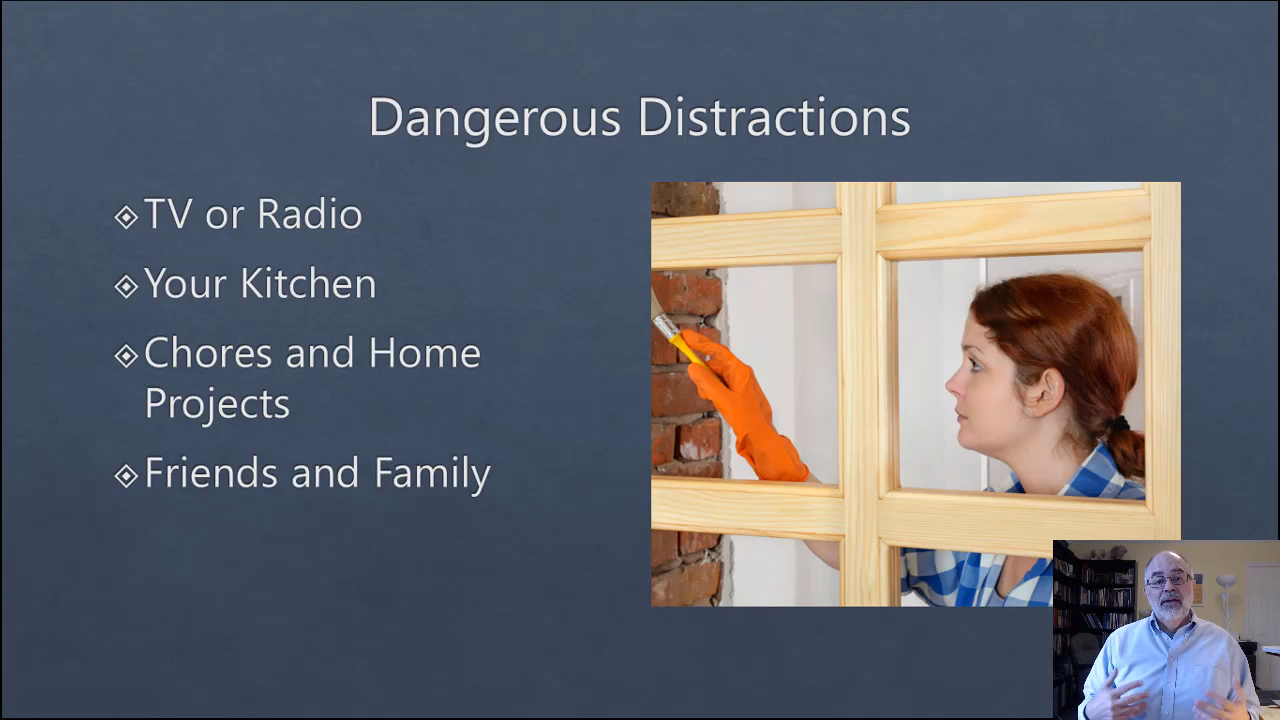 Dangerous Distractions
TV or Radio
Your Kitchen
Chores and Home
Projects
Friends and Family